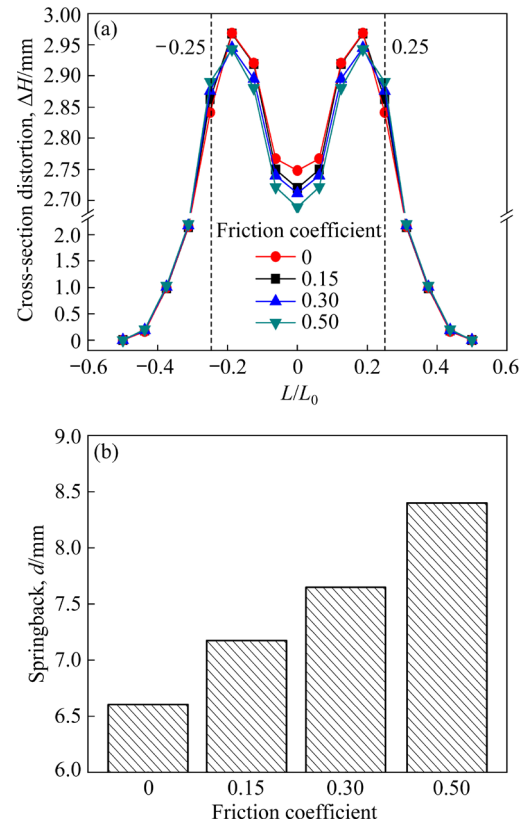 (a)
−0.25
0.25
3.00
2.95
2.90
2.85
2.80
2.75
2.70
2.0
1.5
1.0
0.5
0
Cross-section distortion, ΔH/mm
Friction coefficient
0
0.15
0.30
0.50
−0.6 −0.4 −0.2 0 0.2 0.4 0.6
L/L₀
(b)
9.0
8.5
8.0
7.5
7.0
6.5
6.0
Springback, d/mm
0 0.15 0.30 0.50
Friction coefficient